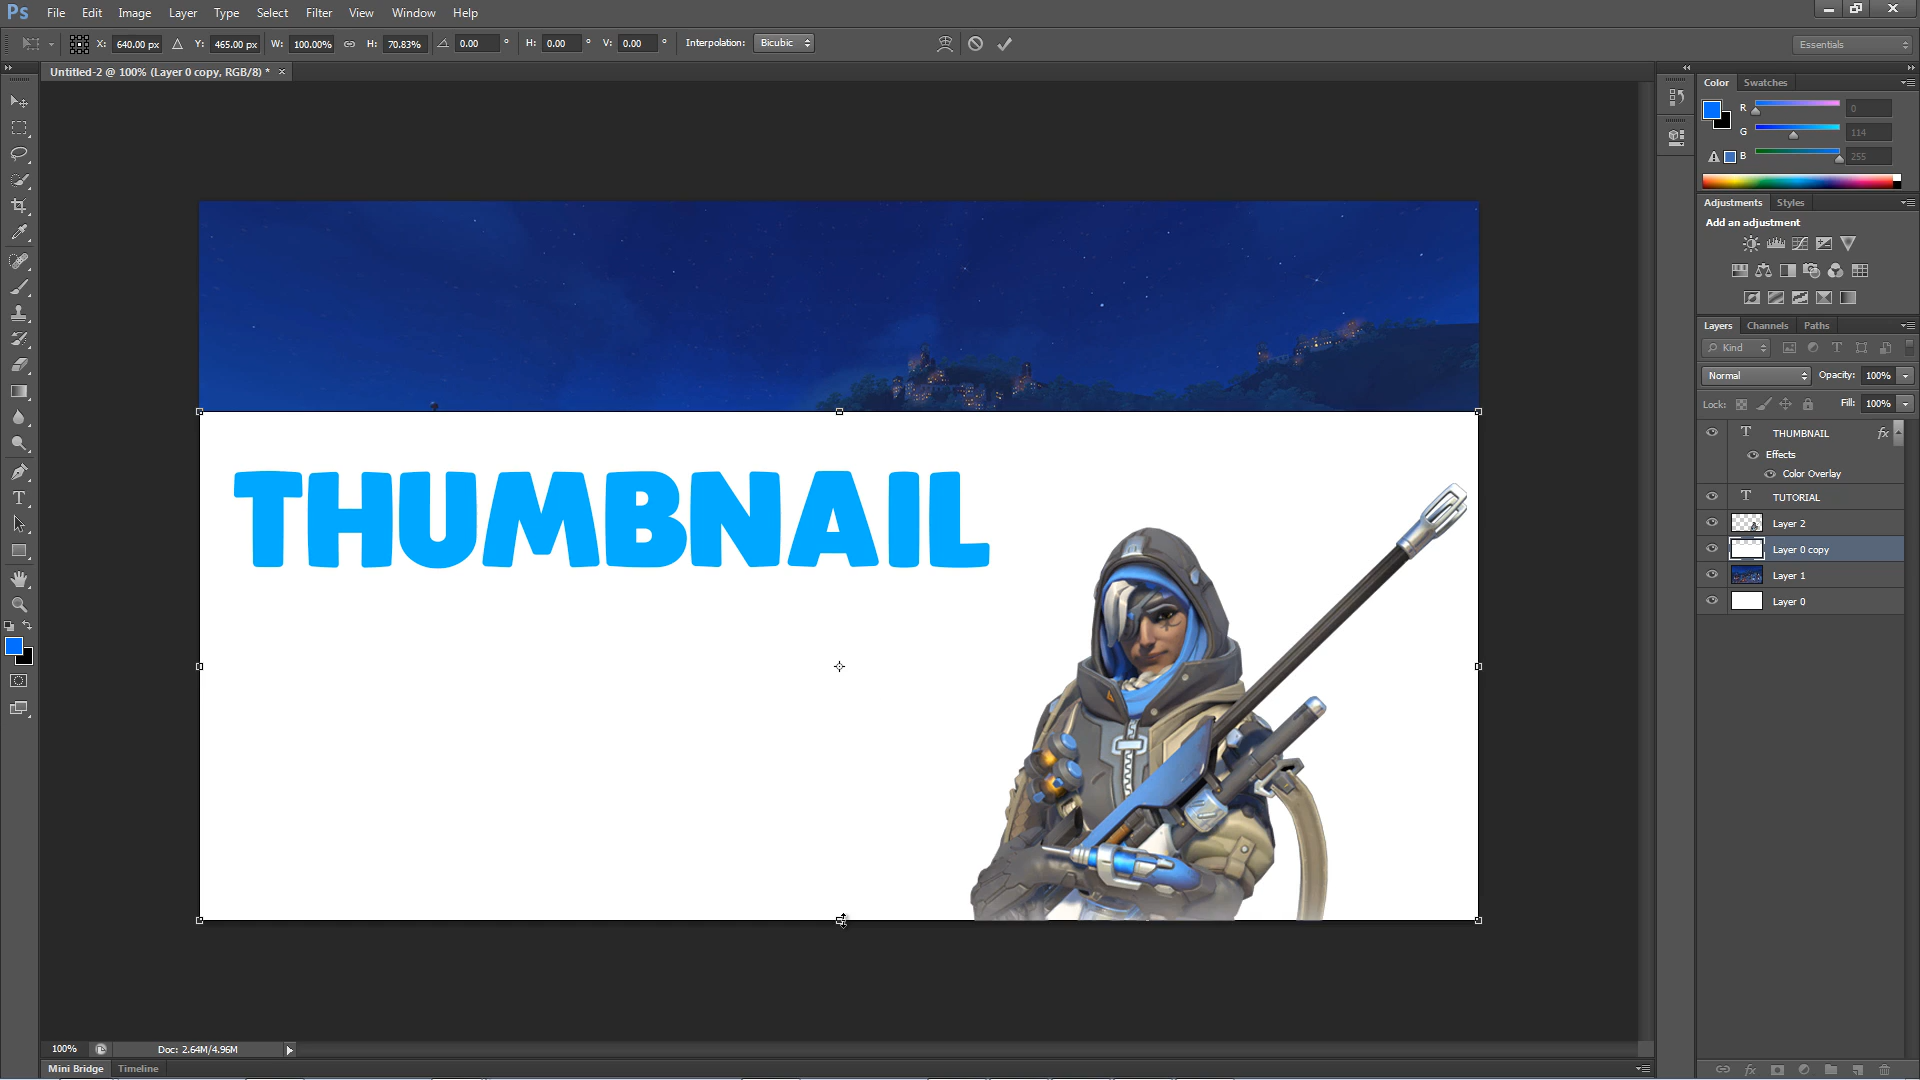 Ps File Edit Image Layer Type Select Filter View Window Help
X: 640.00 px Y: 465.00 px W: 100.00% H: 70.83% 0.00 ° H: 0.00 ° V: 0.00 ° Interpolation: Bicubic Essentials
Untitled-2 @ 100% (Layer 0 copy, RGB/8) * ×
Color Swatches
R 0
G 114
B 255
Adjustments Styles
Add an adjustment
Layers Channels Paths
Kind
Normal Opacity: 100%
Lock: Fill: 100%
T THUMBNAIL fx
Effects
Color Overlay
T TUTORIAL
Layer 2
Layer 0 copy
Layer 1
Layer 0
THUMBNAIL
100% Doc: 2.64M/4.96M
Mini Bridge Timeline